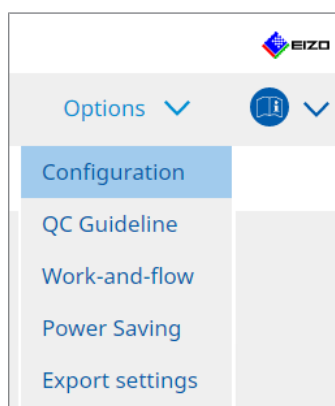 EIZO
Options
Configuration
QC Guideline
Work-and-flow
Power Saving
Export settings